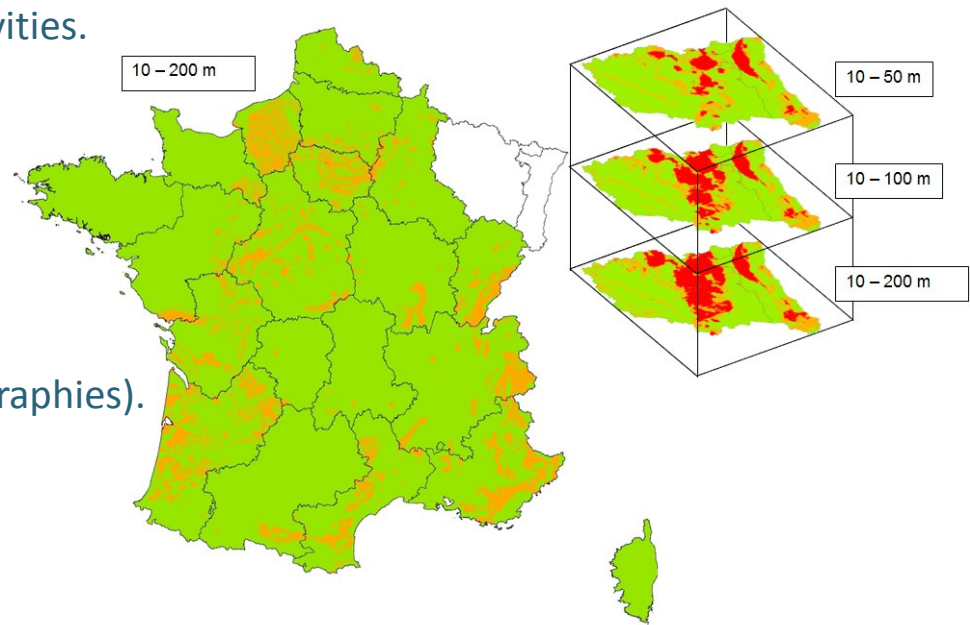 vities.
10 – 200 m
10 – 50 m
10 – 100 m
10 – 200 m
raphies).